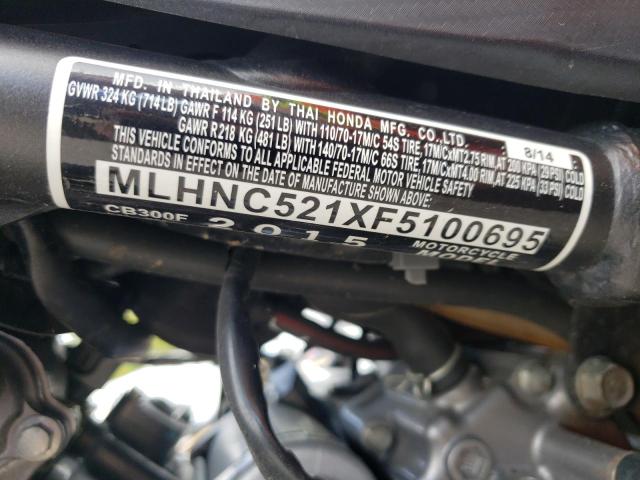 MFD. IN THAILAND BY THAI HONDA MFG. CO., LTD. 8/14
GVWR 324 KG (714 LB) GAWR F 114 KG (251 LB) WITH 110/70-17M/C 54S TIRE, 17M/CxMT2.75 RIM, AT 200 KPA (29 PSI) COLD
GAWR R 218 KG (481 LB) WITH 140/70-17M/C 66S TIRE, 17M/CxMT4.00 RIM, AT 225 KPA (33 PSI) COLD
THIS VEHICLE CONFORMS TO ALL APPLICABLE FEDERAL MOTOR VEHICLE SAFETY
STANDARDS IN EFFECT ON THE DATE OF MANUFACTURE SHOWN ABOVE:
MLHNC521XF5100695
CB300F 2015 MOTORCYCLE
MODEL